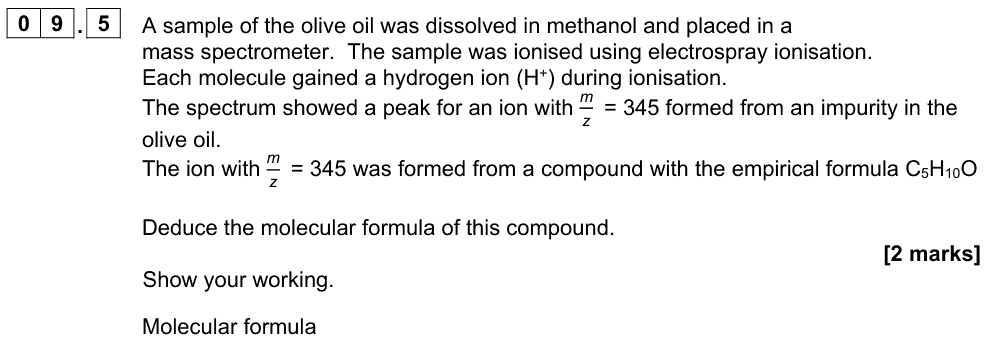 09.5 A sample of the olive oil was dissolved in methanol and placed in a
mass spectrometer. The sample was ionised using electrospray ionisation.
Each molecule gained a hydrogen ion (H⁺) during ionisation.
The spectrum showed a peak for an ion with m/z = 345 formed from an impurity in the
olive oil.
The ion with m/z = 345 was formed from a compound with the empirical formula C₅H₁₀O
Deduce the molecular formula of this compound.
[2 marks]
Show your working.
Molecular formula